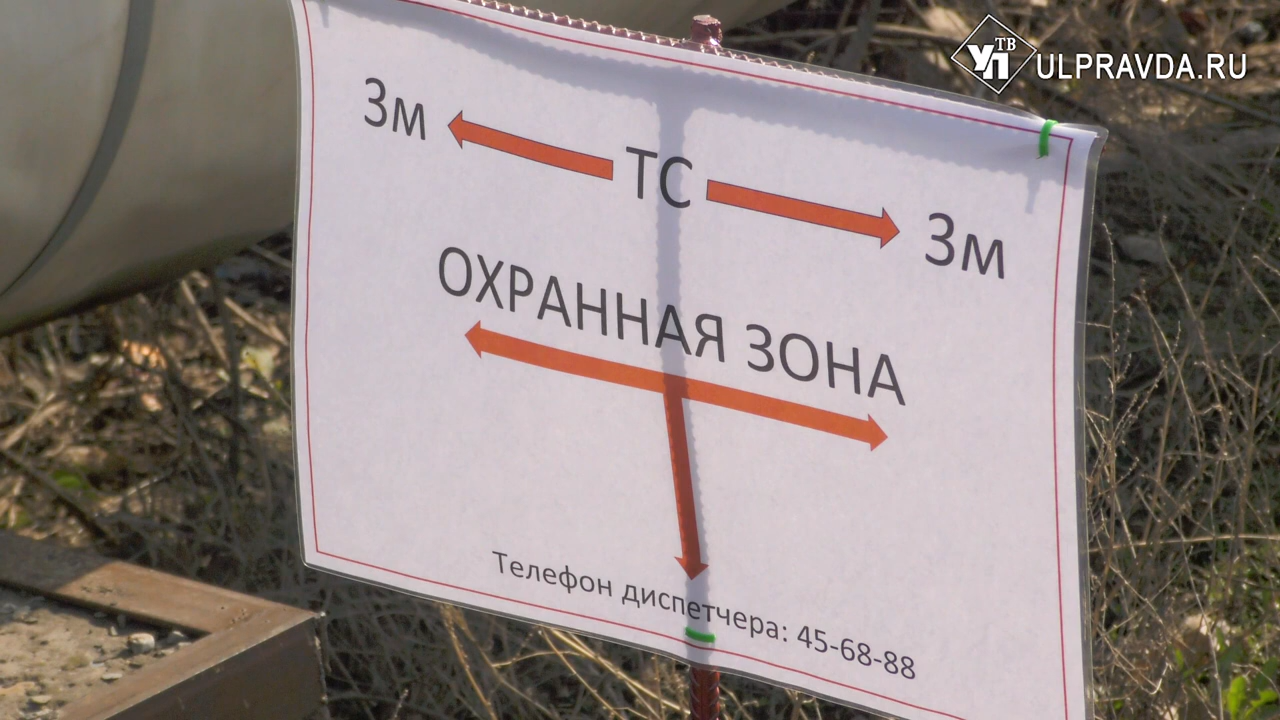 ТВ
УП ULPRAVDA.RU
3м ТС 3м
ОХРАННАЯ ЗОНА
Телефон диспетчера: 45-68-88